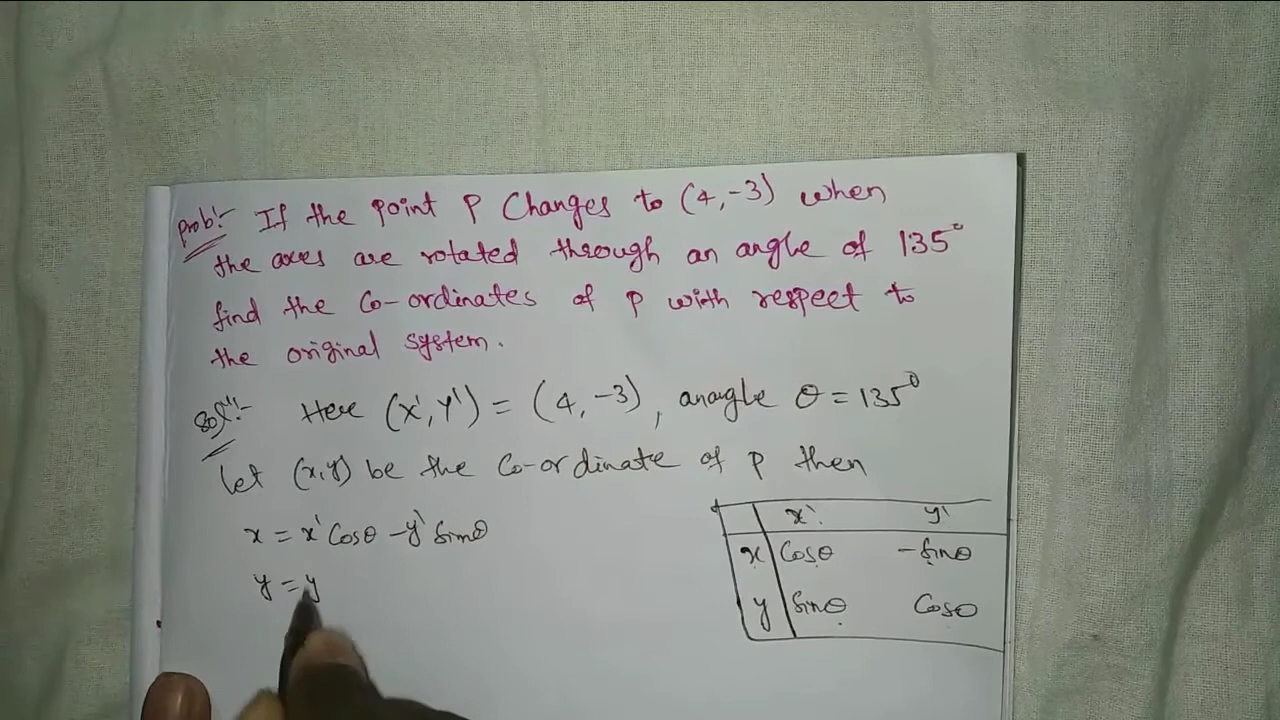 Prob:- If the point P Changes to (4,-3) when
the axes are rotated through an angle of 135°
find the Co-ordinates of P with respect to
the original system.
Solⁿ:- Here (x', y') = (4, -3), anagle θ = 135°
Let (x,y) be the Co-ordinate of P then
x = x' Cosθ - y' Sinθ
y = y
x' y'
x Cosθ -Sinθ
y Sinθ Cosθ